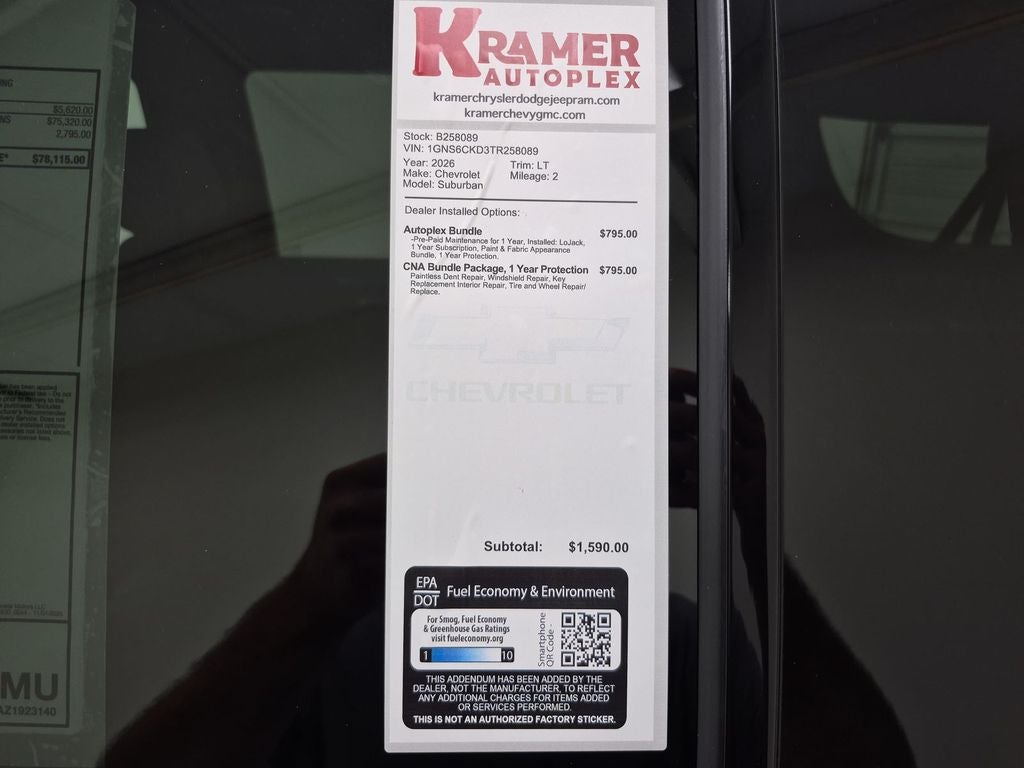 KRAMER
AUTOPLEX
kramerchryslerdodgejeepram.com
kramerchevygmc.com
Stock: B258089
VIN: 1GNS6CKD3TR258089
Year: 2026 Trim: LT
Make: Chevrolet Mileage: 2
Model: Suburban
Dealer Installed Options:
Autoplex Bundle $795.00
-Pre-Paid Maintenance for 1 Year, Installed: LoJack,
1 Year Subscription, Paint & Fabric Appearance
Bundle, 1 Year Protection.
CNA Bundle Package, 1 Year Protection $795.00
Paintless Dent Repair, Windshield Repair, Key
Replacement Interior Repair, Tire and Wheel Repair/
Replace.
CHEVROLET
Subtotal: $1,590.00
EPA
DOT
Fuel Economy & Environment
For Smog, Fuel Economy
& Greenhouse Gas Ratings
visit fueleconomy.org
1 10
Smartphone
QR Code -
THIS ADDENDUM HAS BEEN ADDED BY THE
DEALER, NOT THE MANUFACTURER, TO REFLECT
ANY ADDITIONAL CHARGES FOR ITEMS ADDED
OR SERVICES PERFORMED.
THIS IS NOT AN AUTHORIZED FACTORY STICKER.
$5,620.00
$75,320.00
2,795.00
$78,115.00
MU
AZ1923140